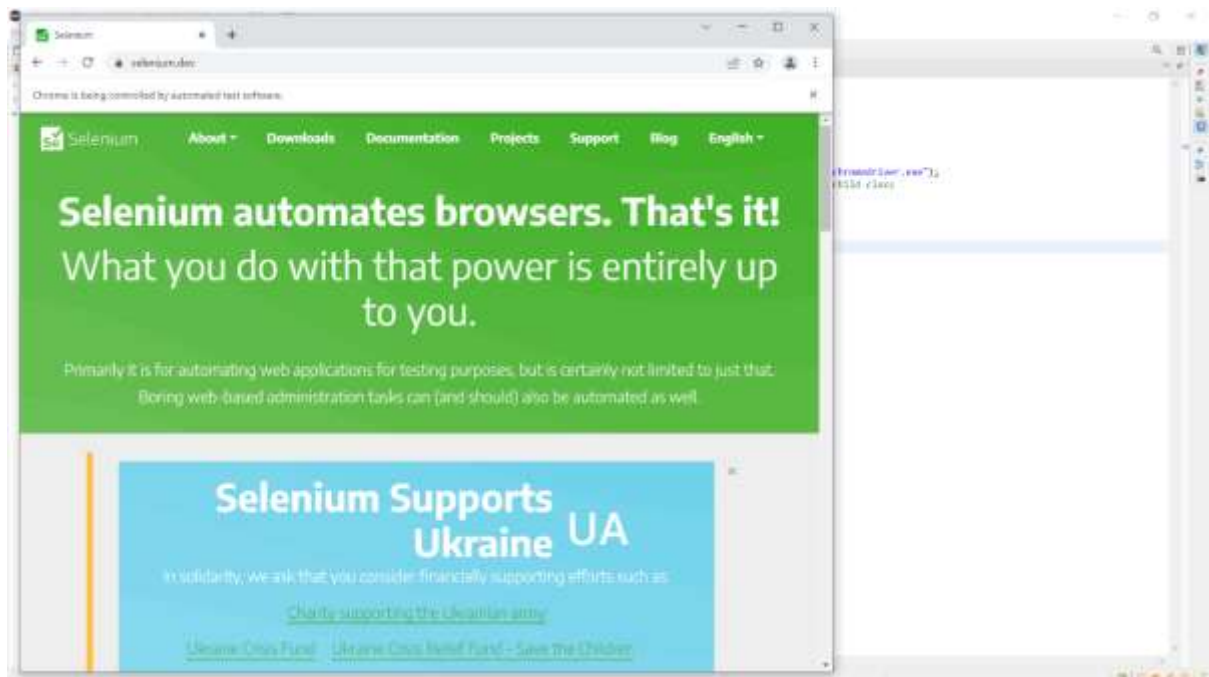 Selenium
selenium.dev
Chrome is being controlled by automated test software.
Selenium
About Downloads Documentation Projects Support Blog English
chromedriver.exe");
child class
Selenium automates browsers. That's it!
What you do with that power is entirely up
to you.
Primarily it is for automating web applications for testing purposes, but is certainly not limited to just that.
Boring web-based administration tasks can (and should) also be automated as well.
Selenium Supports
Ukraine UA
In solidarity, we ask that you consider financially supporting efforts such as:
Charity supporting the Ukrainian army
Ukraine Crisis Fund Ukraine Crisis Relief Fund - Save the Children